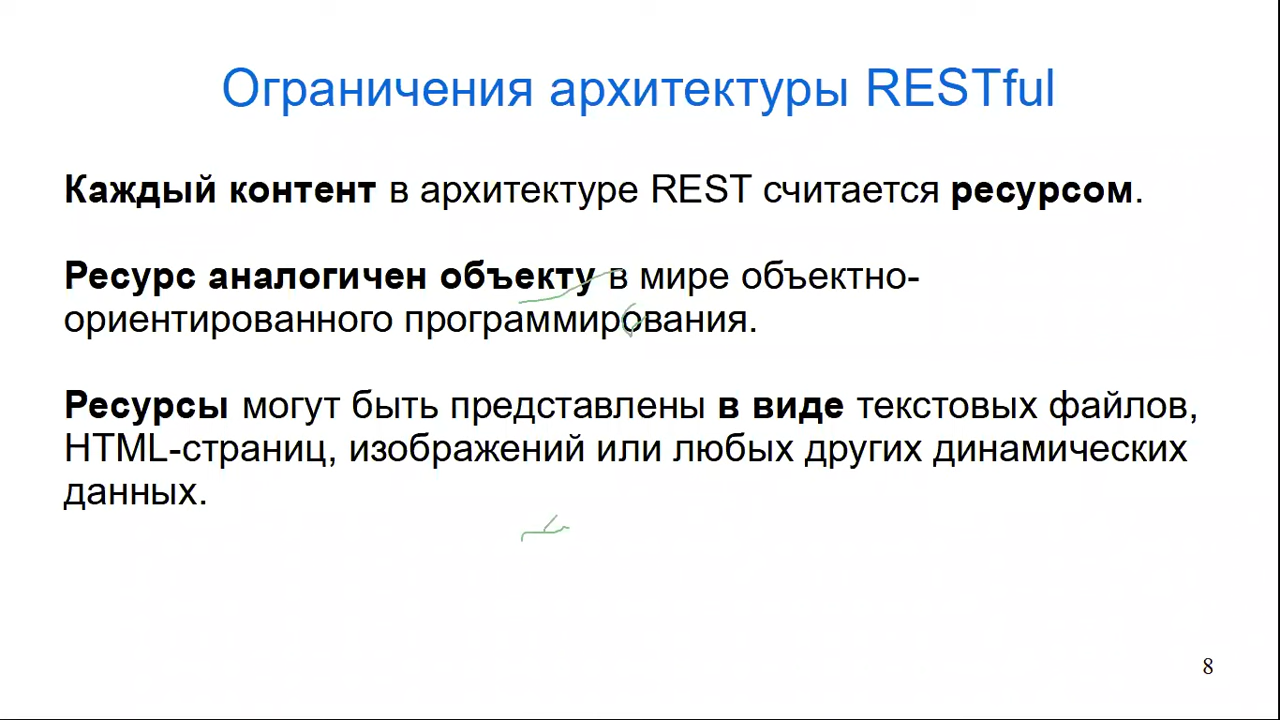 Ограничения архитектуры RESTful
Каждый контент в архитектуре REST считается ресурсом.
Ресурс аналогичен объекту в мире объектно-
ориентированного программирования.
Ресурсы могут быть представлены в виде текстовых файлов,
HTML-страниц, изображений или любых других динамических
данных.
8